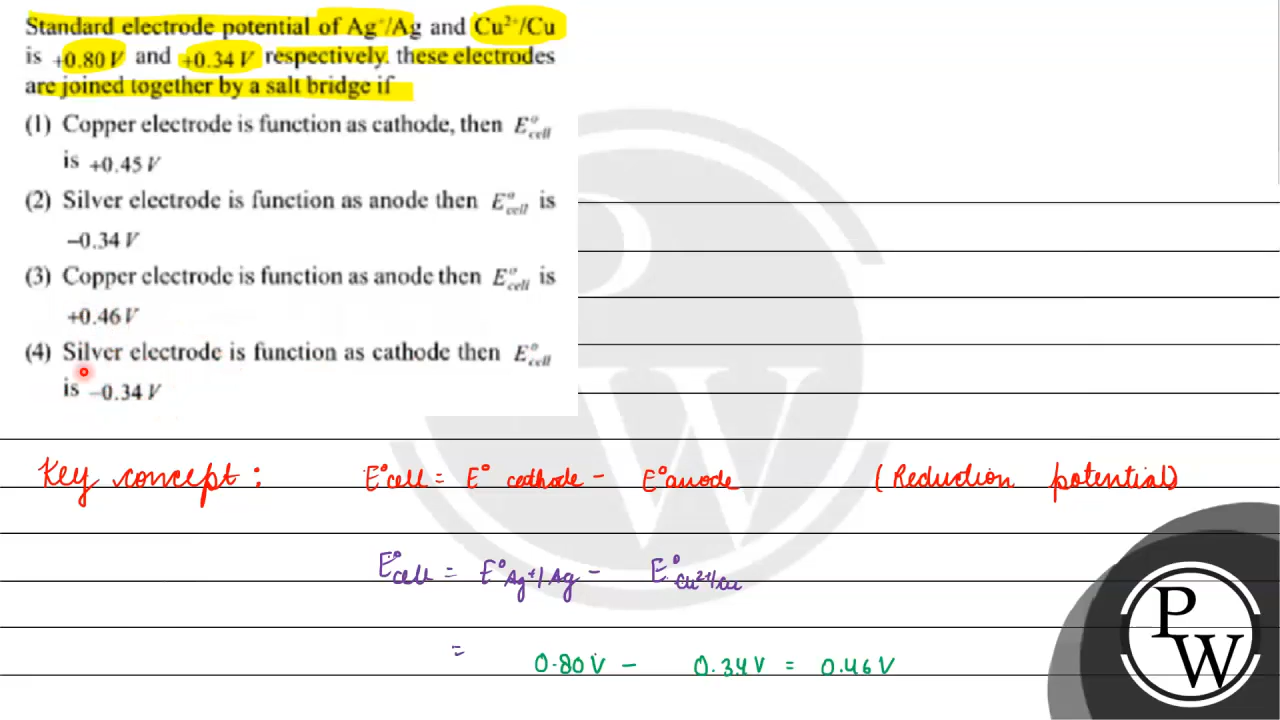 Standard electrode potential of Ag⁺/Ag and Cu²⁺/Cu
is +0.80 V and +0.34 V respectively. these electrodes
are joined together by a salt bridge if
(1) Copper electrode is function as cathode, then E°cell
is +0.45 V
(2) Silver electrode is function as anode then E°cell is
–0.34 V
(3) Copper electrode is function as anode then E°cell is
+0.46 V
(4) Silver electrode is function as cathode then E°cell
is –0.34 V
Key concept : E°cell = E° cathode – E° anode (Reduction potential)
E°cell = E° Ag+/Ag – E° Cu2+/Cu
= 0.80 V – 0.34 V = 0.46 V
P
W
P
W